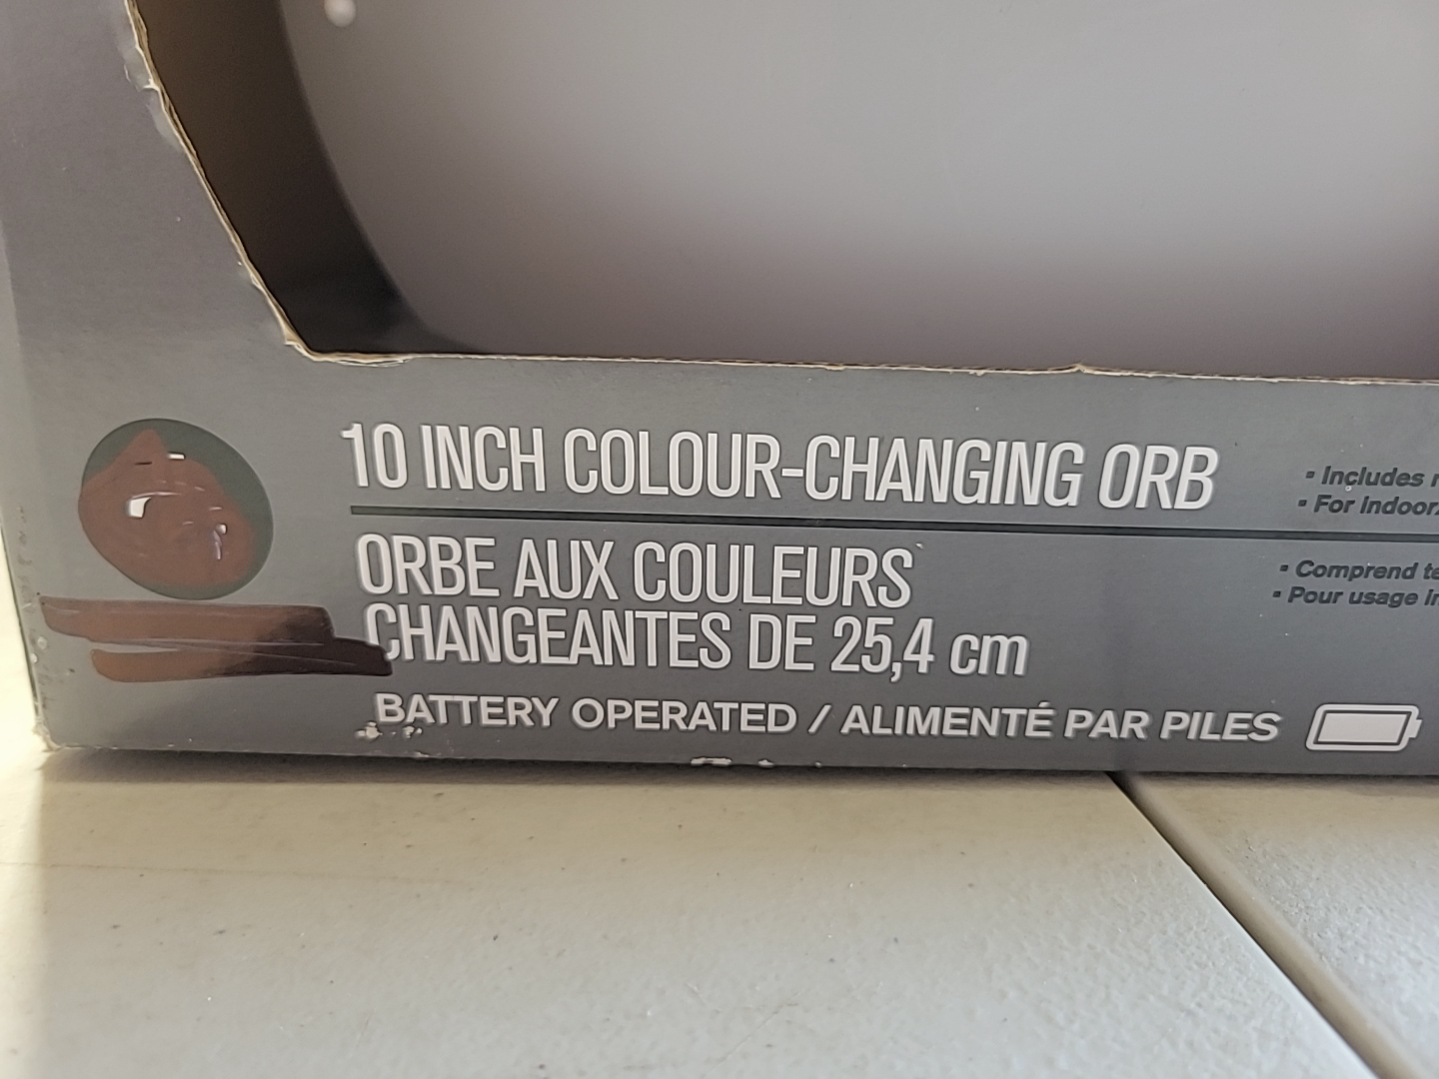 10 INCH COLOUR-CHANGING ORB
▪ Includes
▪ For Indoor
ORBE AUX COULEURS
CHANGEANTES DE 25,4 cm
▪ Comprend
▪ Pour usage
BATTERY OPERATED / ALIMENTÉ PAR PILES